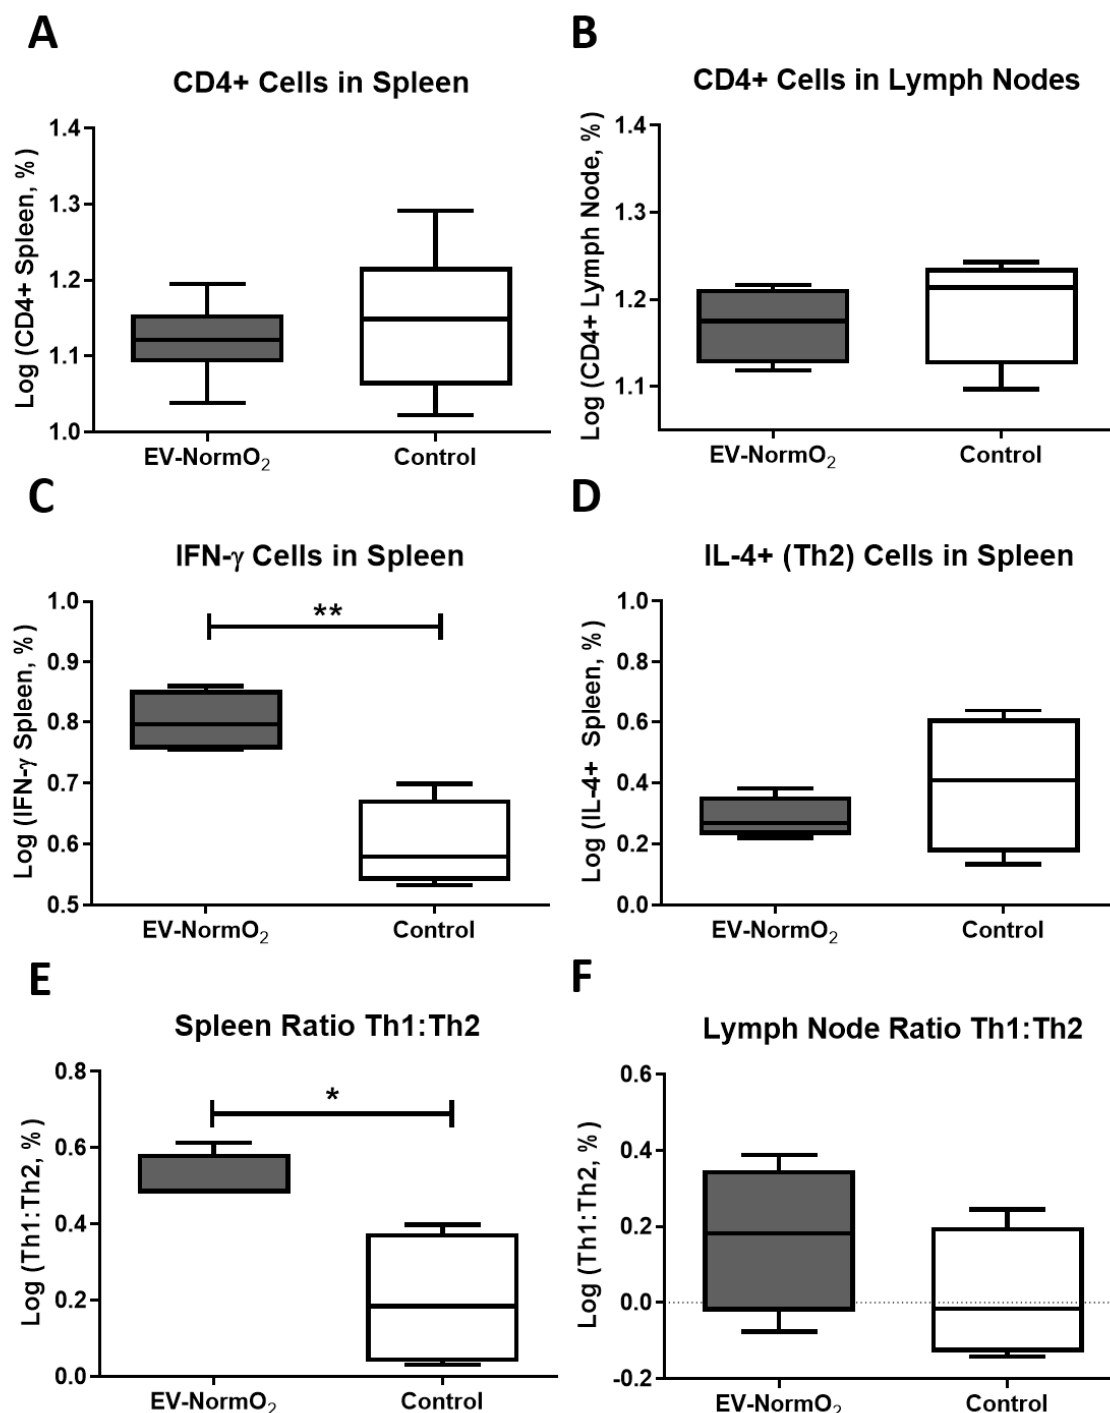 A
CD4+ Cells in Spleen
Log (CD4+ Spleen, %)
1.4
1.3
1.2
1.1
1.0
EV-NormO₂
Control
B
CD4+ Cells in Lymph Nodes
Log (CD4+ Lymph Node, %)
1.4
1.3
1.2
1.1
EV-NormO₂
Control
C
IFN-γ Cells in Spleen
Log (IFN-γ Spleen, %)
1.0
0.9
0.8
0.7
0.6
0.5
**
EV-NormO₂
Control
D
IL-4+ (Th2) Cells in Spleen
Log (IL-4+ Spleen, %)
1.0
0.8
0.6
0.4
0.2
0.0
EV-NormO₂
Control
E
Spleen Ratio Th1:Th2
Log (Th1:Th2, %)
0.8
0.6
0.4
0.2
0.0
*
EV-NormO₂
Control
F
Lymph Node Ratio Th1:Th2
Log (Th1:Th2, %)
0.6
0.4
0.2
0.0
-0.2
EV-NormO₂
Control